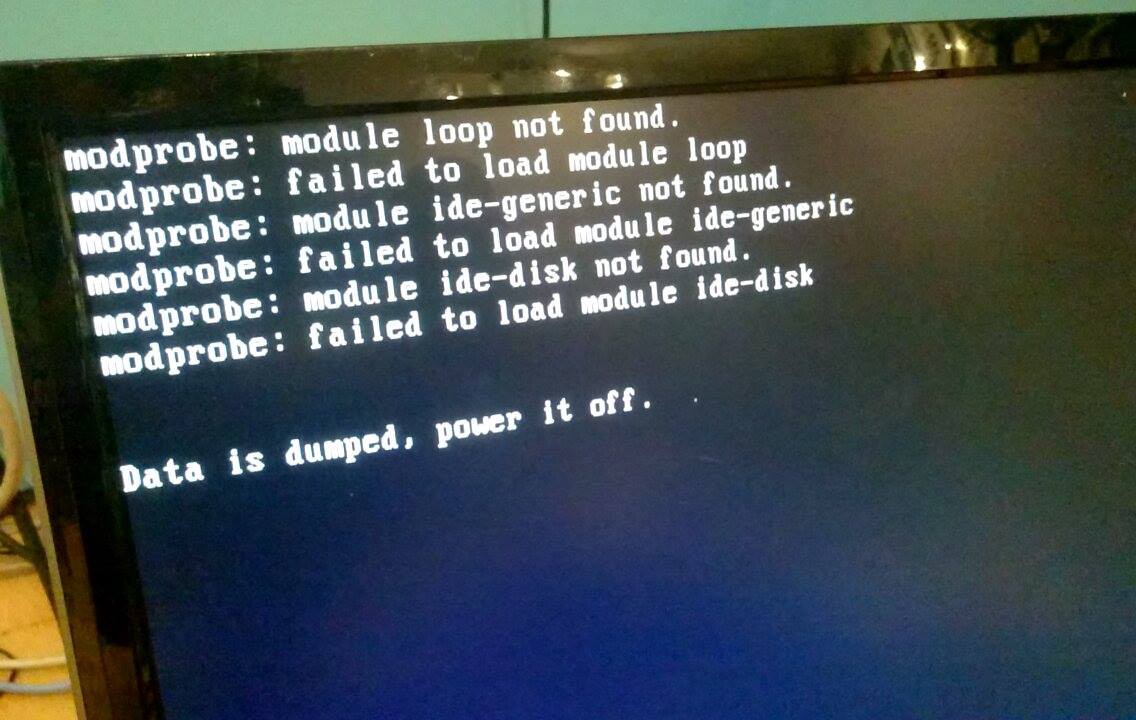 modprobe: module loop not found.
modprobe: failed to load module loop
modprobe: module ide-generic not found.
modprobe: failed to load module ide-generic
modprobe: module ide-disk not found.
modprobe: failed to load module ide-disk
Data is dumped, power it off.